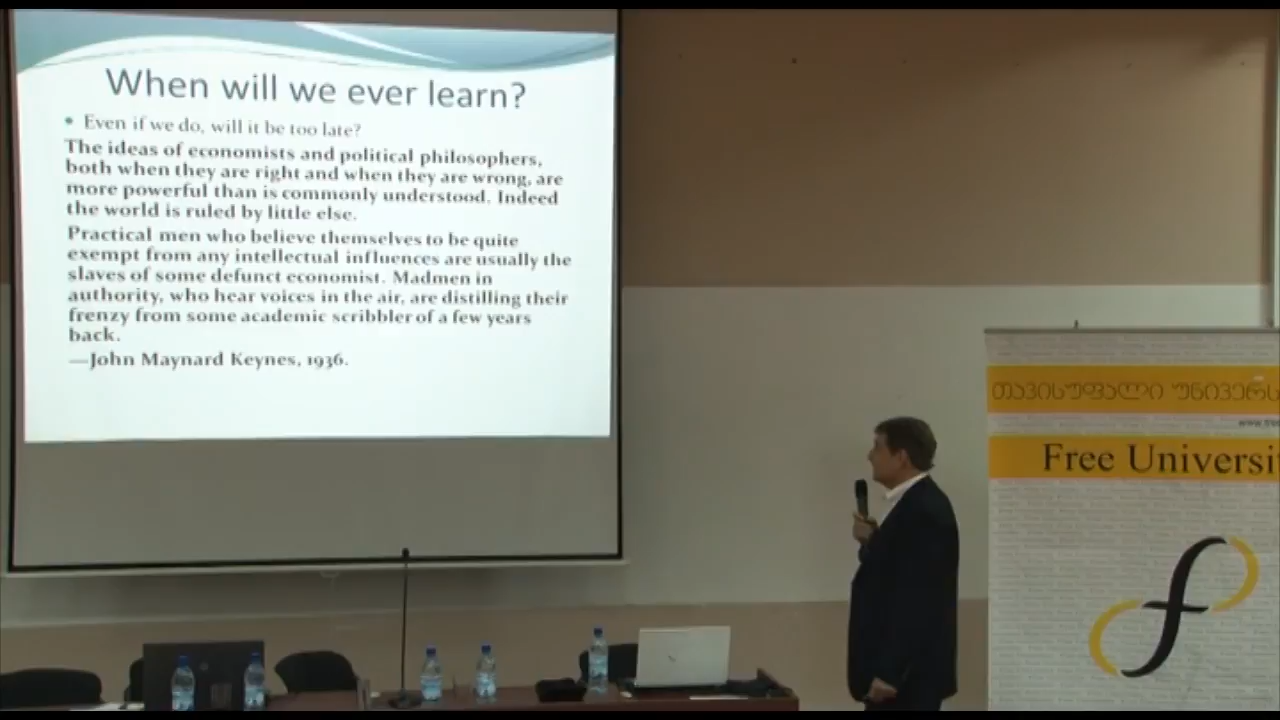 When will we ever learn?
• Even if we do, will it be too late?
The ideas of economists and political philosophers,
both when they are right and when they are wrong, are
more powerful than is commonly understood. Indeed
the world is ruled by little else.
Practical men who believe themselves to be quite
exempt from any intellectual influences are usually the
slaves of some defunct economist. Madmen in
authority, who hear voices in the air, are distilling their
frenzy from some academic scribbler of a few years
back.
—John Maynard Keynes, 1936.
თავისუფალი უნივერს
www.
Free Universi